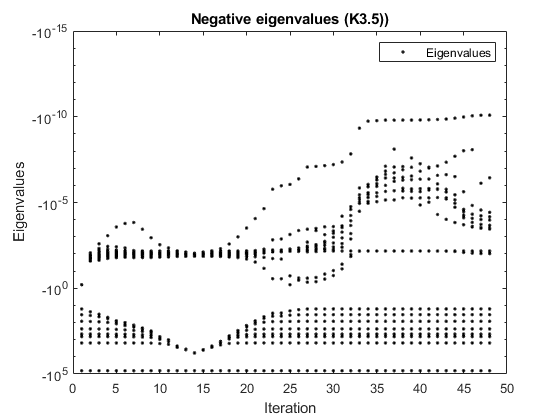 Negative eigenvalues (K3.5))
-10^-15
Eigenvalues
-10^-10
-10^-5
-10^0
-10^5
Eigenvalues
0 5 10 15 20 25 30 35 40 45 50
Iteration